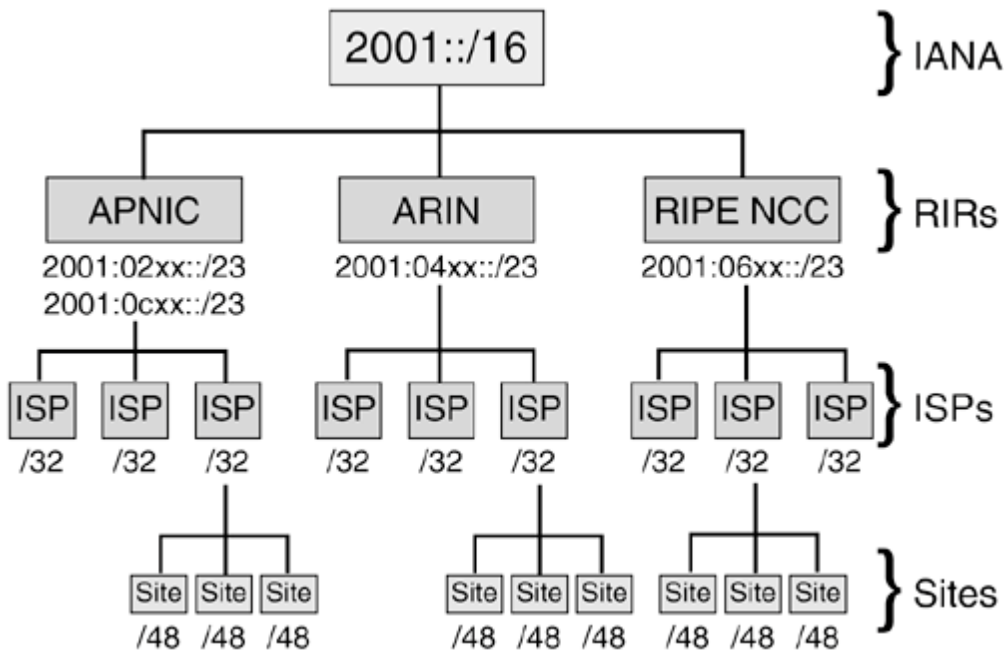 2001::/16
} IANA
APNIC
ARIN
RIPE NCC
} RIRs
2001:02xx::/23
2001:04xx::/23
2001:06xx::/23
2001:0cxx::/23
ISP ISP ISP
ISP ISP ISP
ISP ISP ISP
} ISPs
/32 /32 /32
/32 /32 /32
/32 /32 /32
Site Site Site
Site Site Site
Site Site Site
} Sites
/48 /48 /48
/48 /48 /48
/48 /48 /48